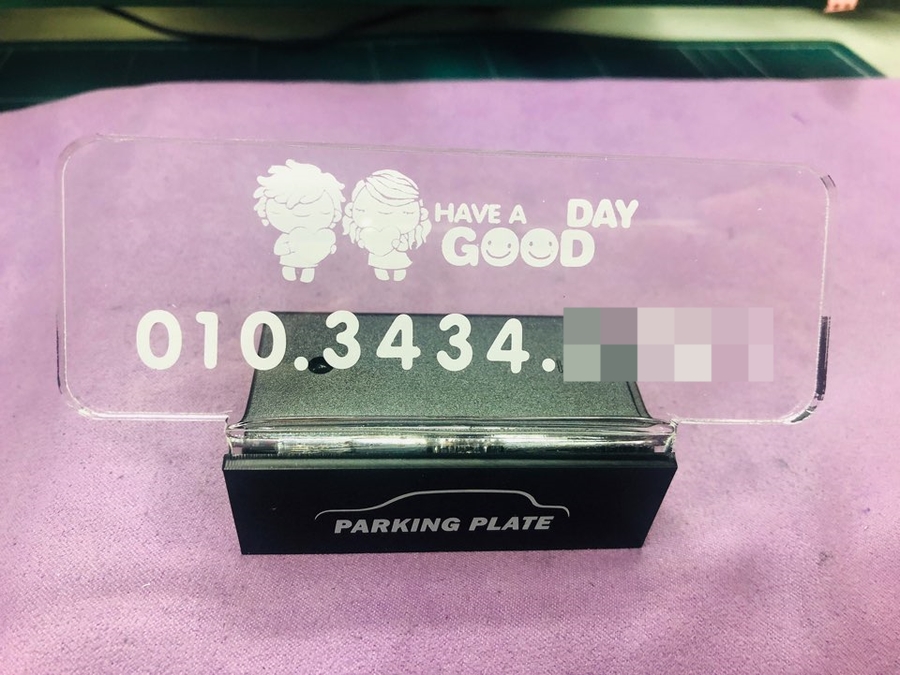 HAVE A DAY
GOOD
010.3434.
PARKING PLATE